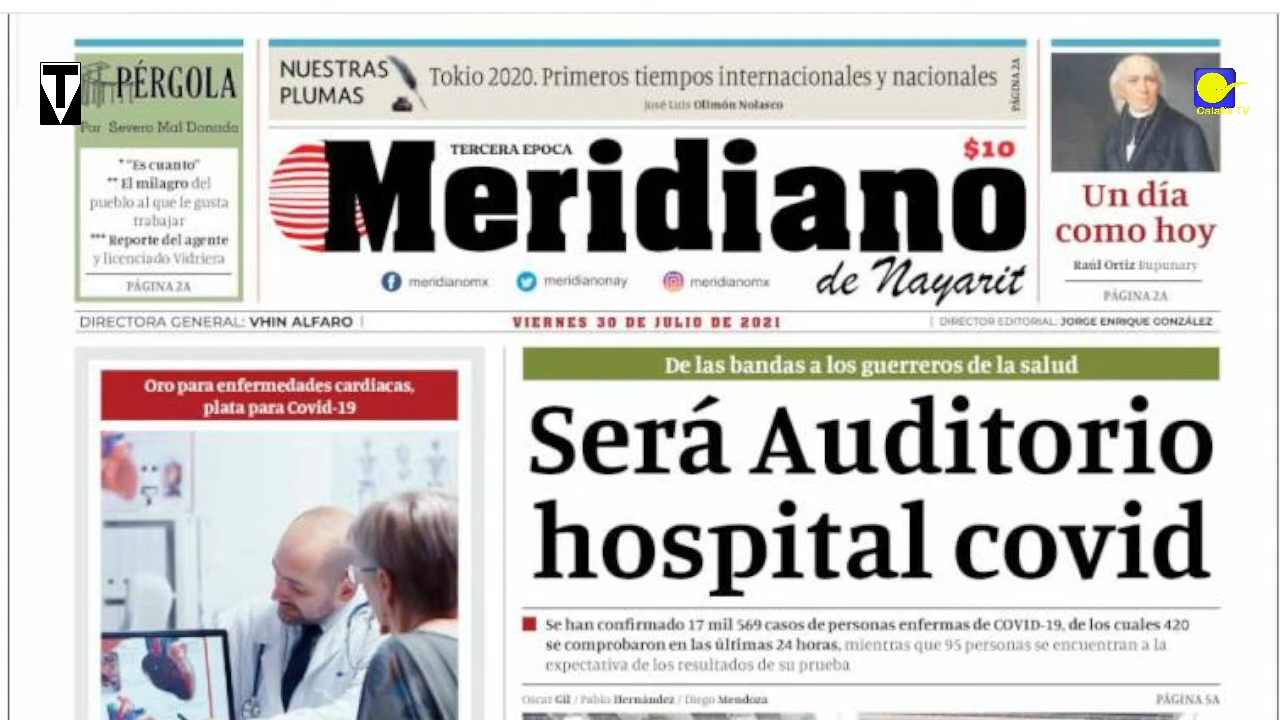 PÉRGOLA
Por Severo Mal Donado
* "Es cuanto"
** El milagro del
pueblo al que le gusta
trabajar
*** Reporte del agente
y licenciado Vidriera
PÁGINA 2A
NUESTRAS
PLUMAS
Tokio 2020. Primeros tiempos internacionales y nacionales
José Luis Olimón Nolasco
PÁGINA 2A
Calafia TV
Un día
como hoy
Raúl Ortiz Bupunary
PÁGINA 2A
TERCERA EPOCA
$10
Meridiano
de Nayarit
meridianomx
meridianonay
meridianomx
DIRECTORA GENERAL: VHIN ALFARO
VIERNES 30 DE JULIO DE 2021
DIRECTOR EDITORIAL: JORGE ENRIQUE GONZÁLEZ
Oro para enfermedades cardiacas,
plata para Covid-19
De las bandas a los guerreros de la salud
Será Auditorio
hospital covid
Se han confirmado 17 mil 569 casos de personas enfermas de COVID-19, de los cuales 420
se comprobaron en las últimas 24 horas, mientras que 95 personas se encuentran a la
expectativa de los resultados de su prueba
Oscar Gil / Pablo Hernández / Diego Mendoza
PÁGINA 5A